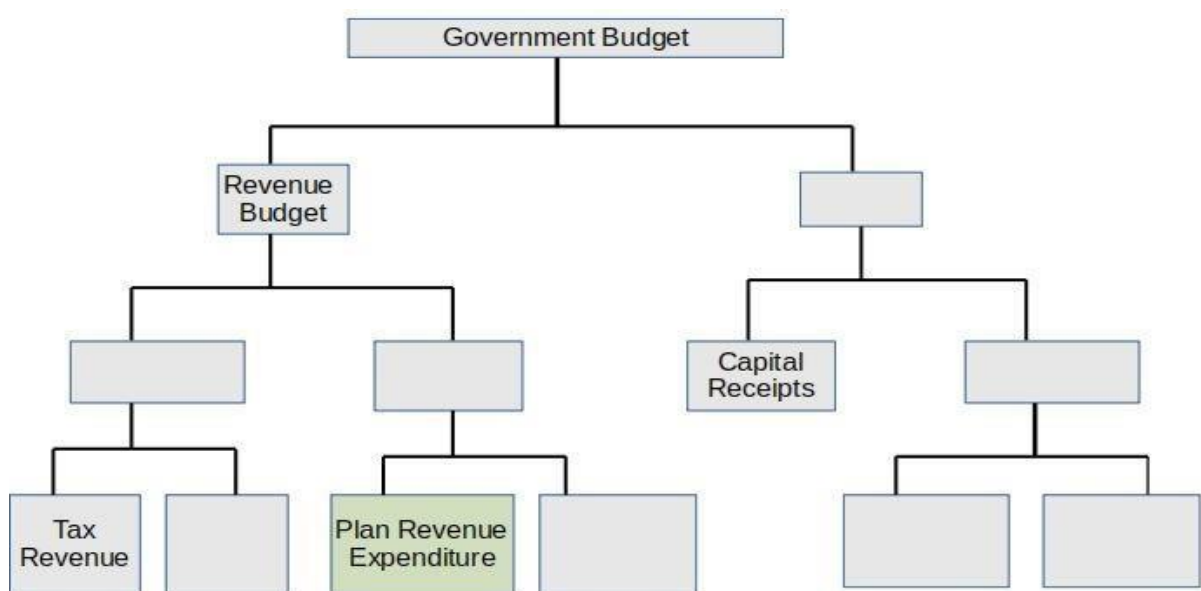 Government Budget
Revenue
Budget
Capital
Receipts
Tax
Revenue
Plan Revenue
Expenditure